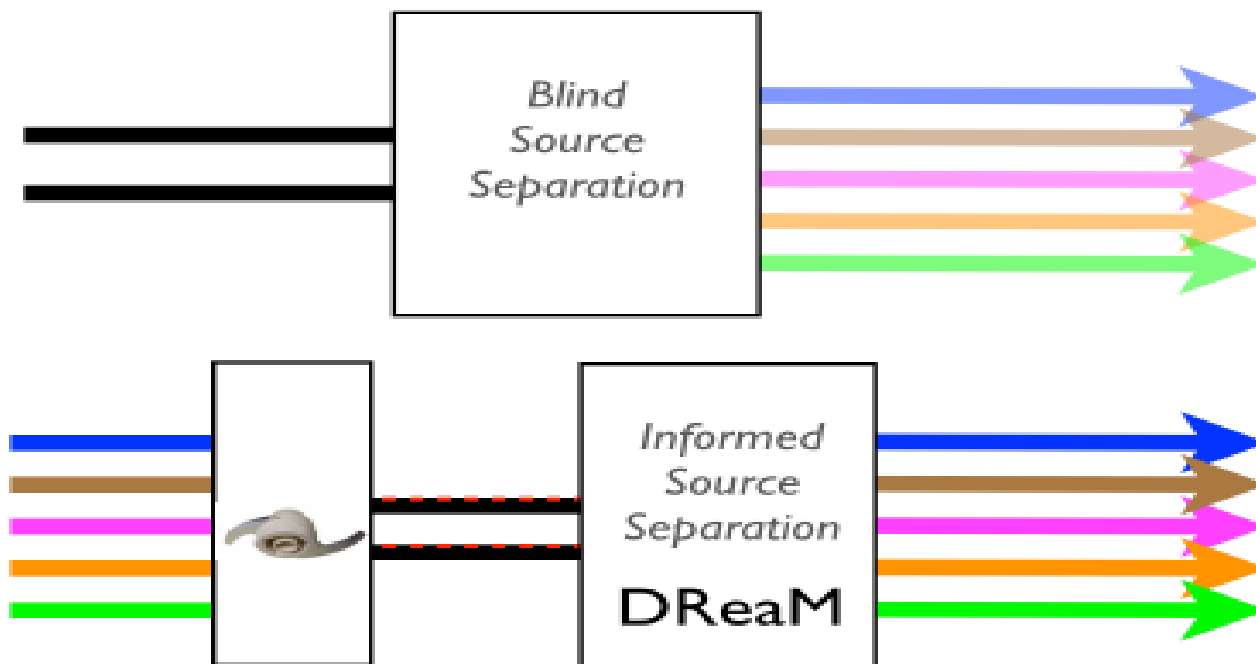 Blind
Source
Separation
Informed
Source
Separation
DReaM